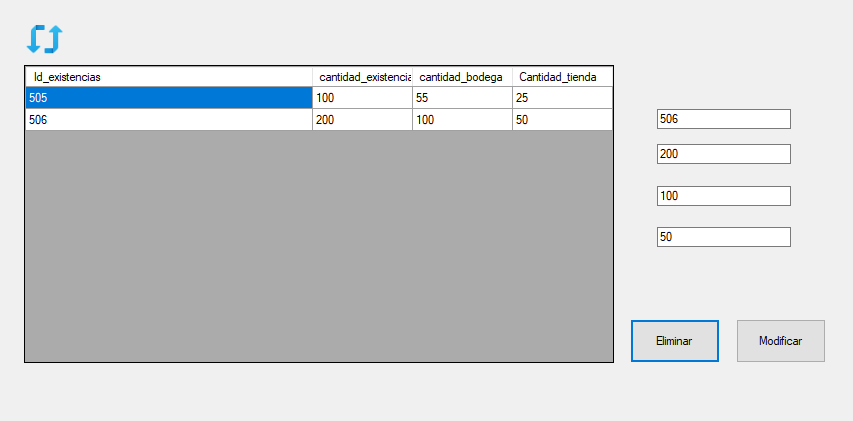 Id_existencias cantidad_existencia cantidad_bodega Cantidad_tienda
505 100 55 25
506 200 100 50
506
200
100
50
Eliminar Modificar